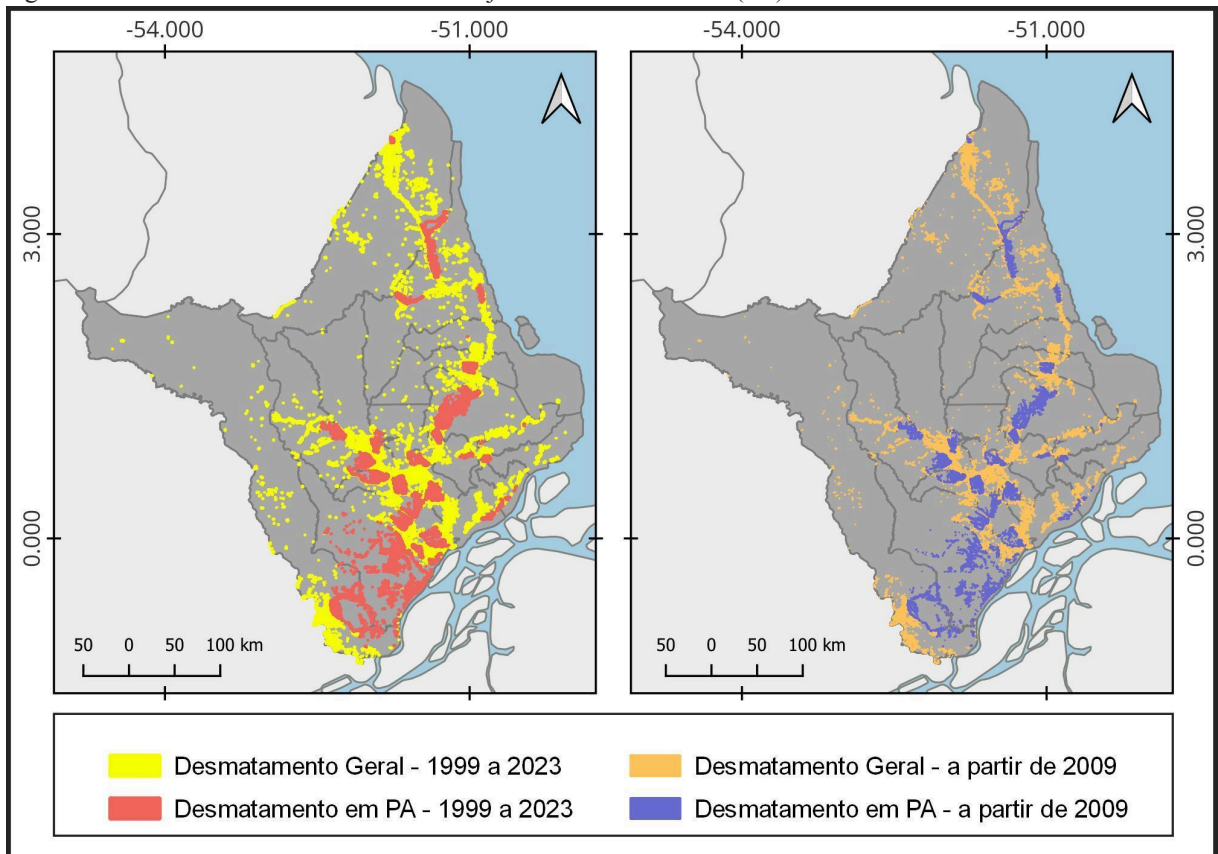 -54.000 -51.000 -54.000 -51.000
3.000 3.000
0.000 0.000
50 0 50 100 km 50 0 50 100 km
Desmatamento Geral - 1999 a 2023 Desmatamento Geral - a partir de 2009
Desmatamento em PA - 1999 a 2023 Desmatamento em PA - a partir de 2009